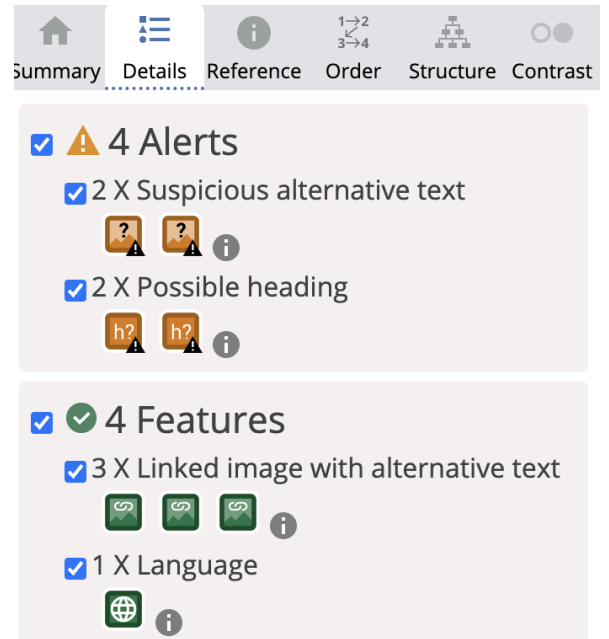 1→2
3→4
Summary Details Reference Order Structure Contrast
4 Alerts
2 X Suspicious alternative text
? ?
2 X Possible heading
h? h?
4 Features
3 X Linked image with alternative text
1 X Language